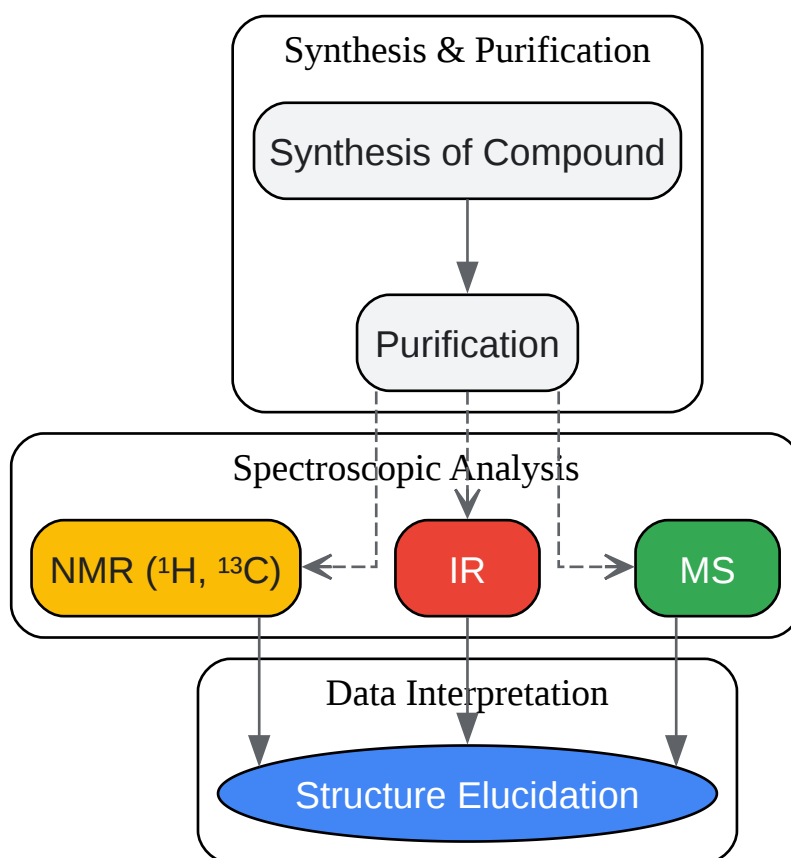 Synthesis & Purification
Synthesis of Compound
Purification
Spectroscopic Analysis
NMR (¹H, ¹³C)
IR
MS
Data Interpretation
Structure Elucidation